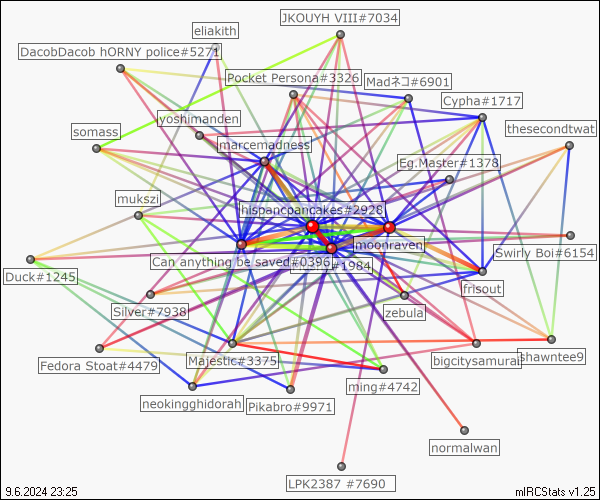 JKOUYH VIII#7034
eliakith
DacobDacob hORNY police#5271
Pocket Persona#3326
Madネコ#6901
Cypha#1717
yoshimanden
thesecondtwat
somass
marcemadness
Eg.Master#1378
mukszi
hispancpancakes#2928
moonraven
Swirly Boi#6154
Can anything be saved#0396
#1984
Duck#1245
frisout
Silver#7938
zebula
Majestic#3375
bigcitysamurai
shawntee9
Fedora Stoat#4479
ming#4742
neokingghidorah
Pikabro#9971
normalwan
LPK2387 #7690
9.6.2024 23:25
mIRCStats v1.25